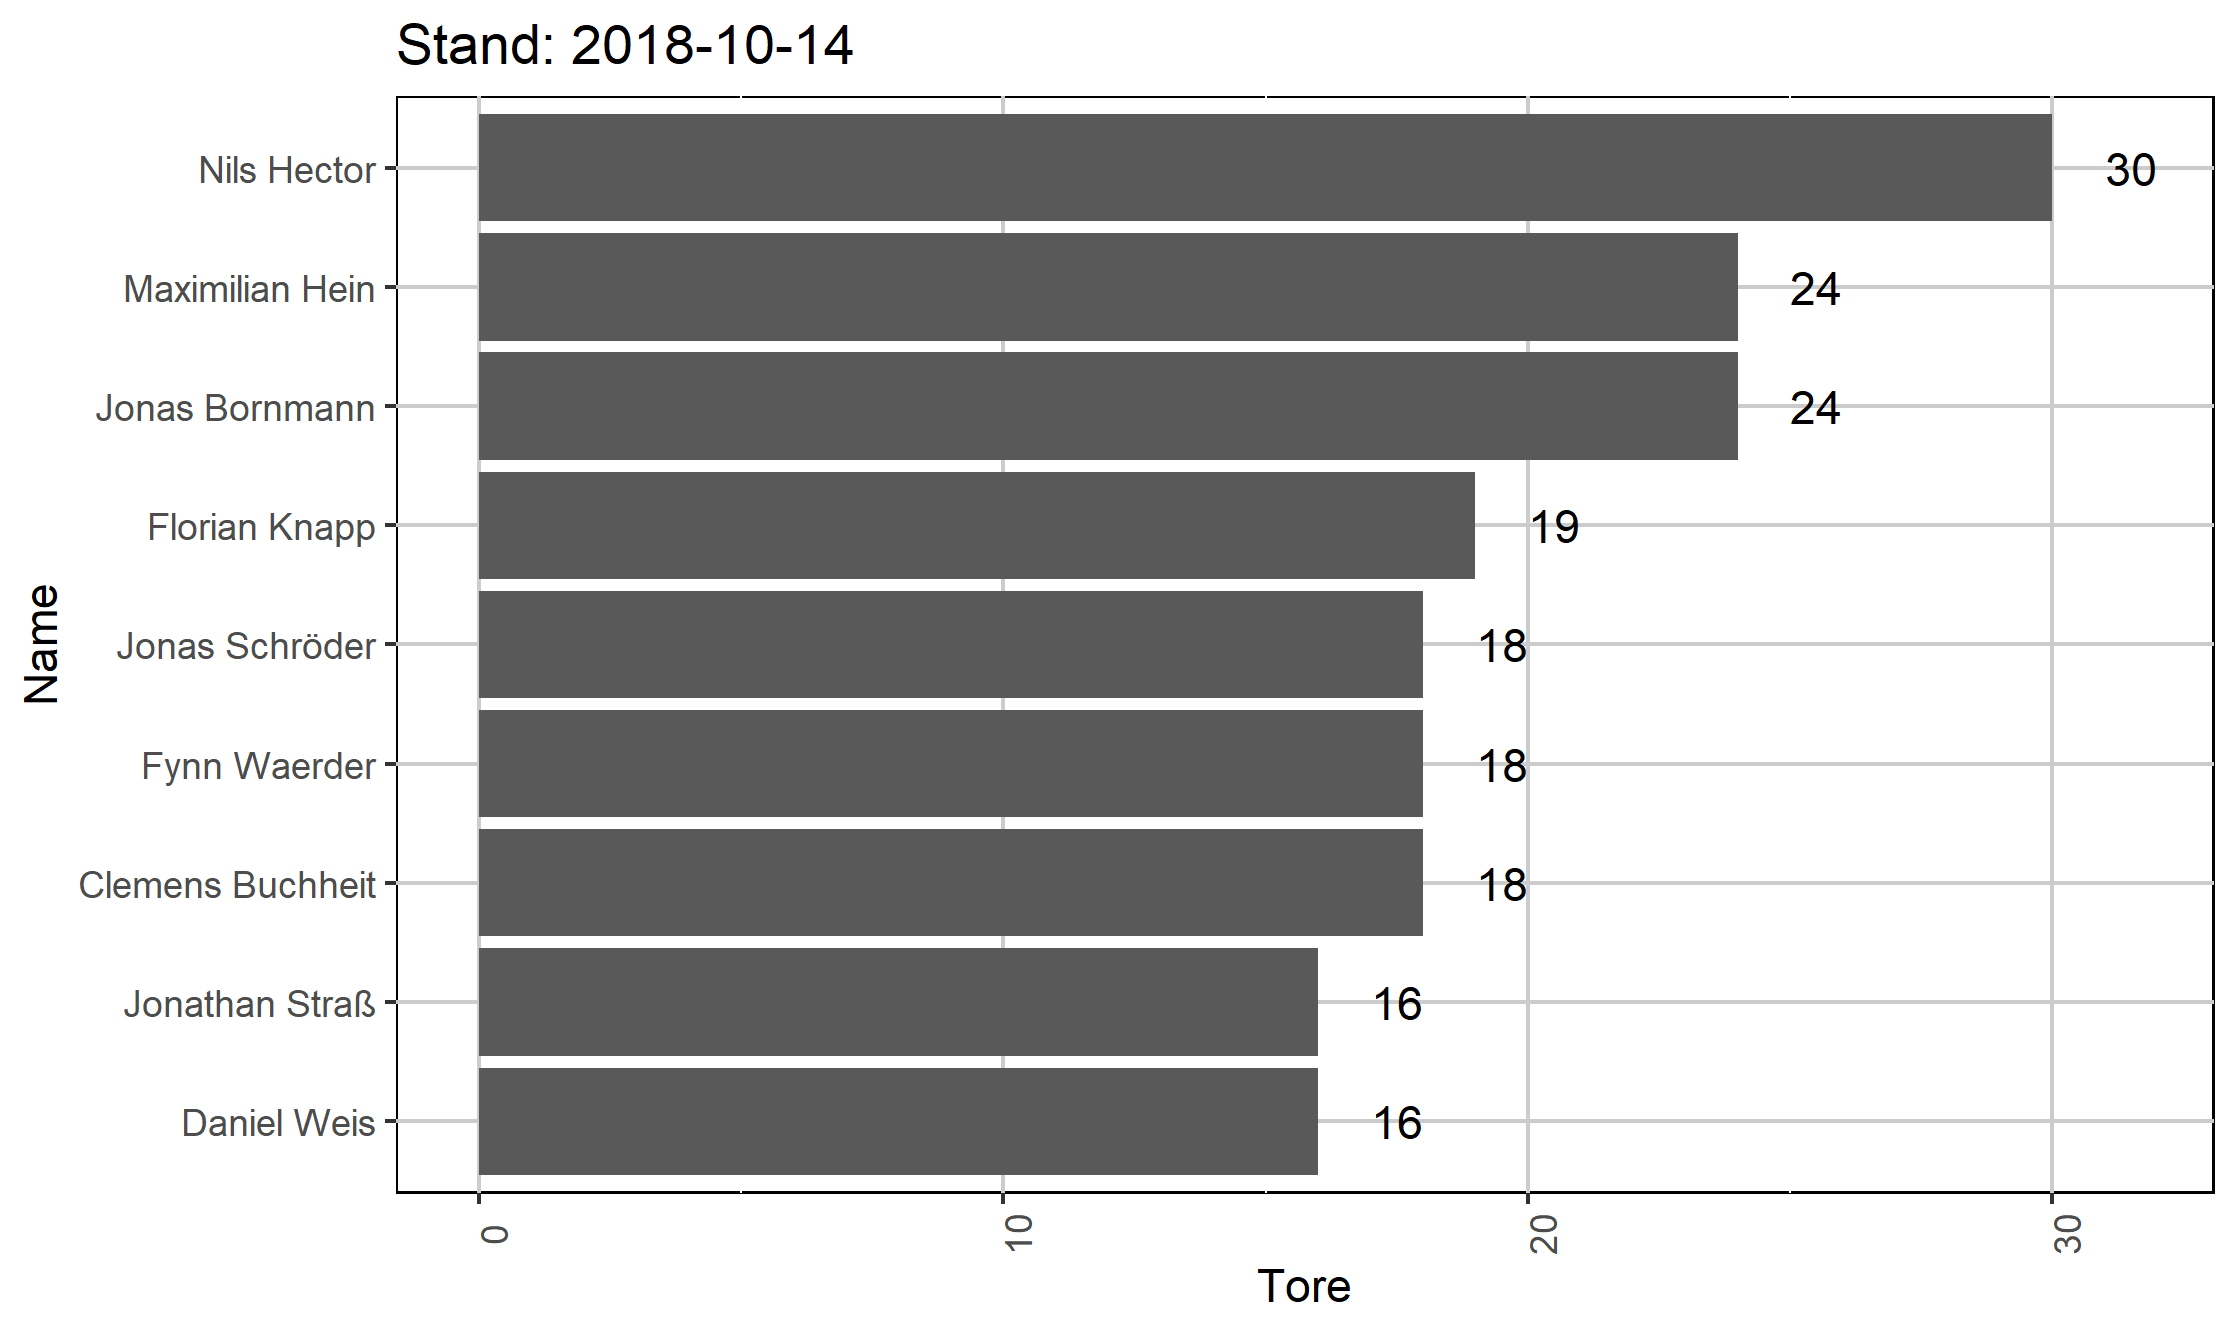 Stand: 2018-10-14
Name
Nils Hector 30
Maximilian Hein 24
Jonas Bornmann 24
Florian Knapp 19
Jonas Schröder 18
Fynn Waerder 18
Clemens Buchheit 18
Jonathan Straß 16
Daniel Weis 16
0 10 20 30
Tore